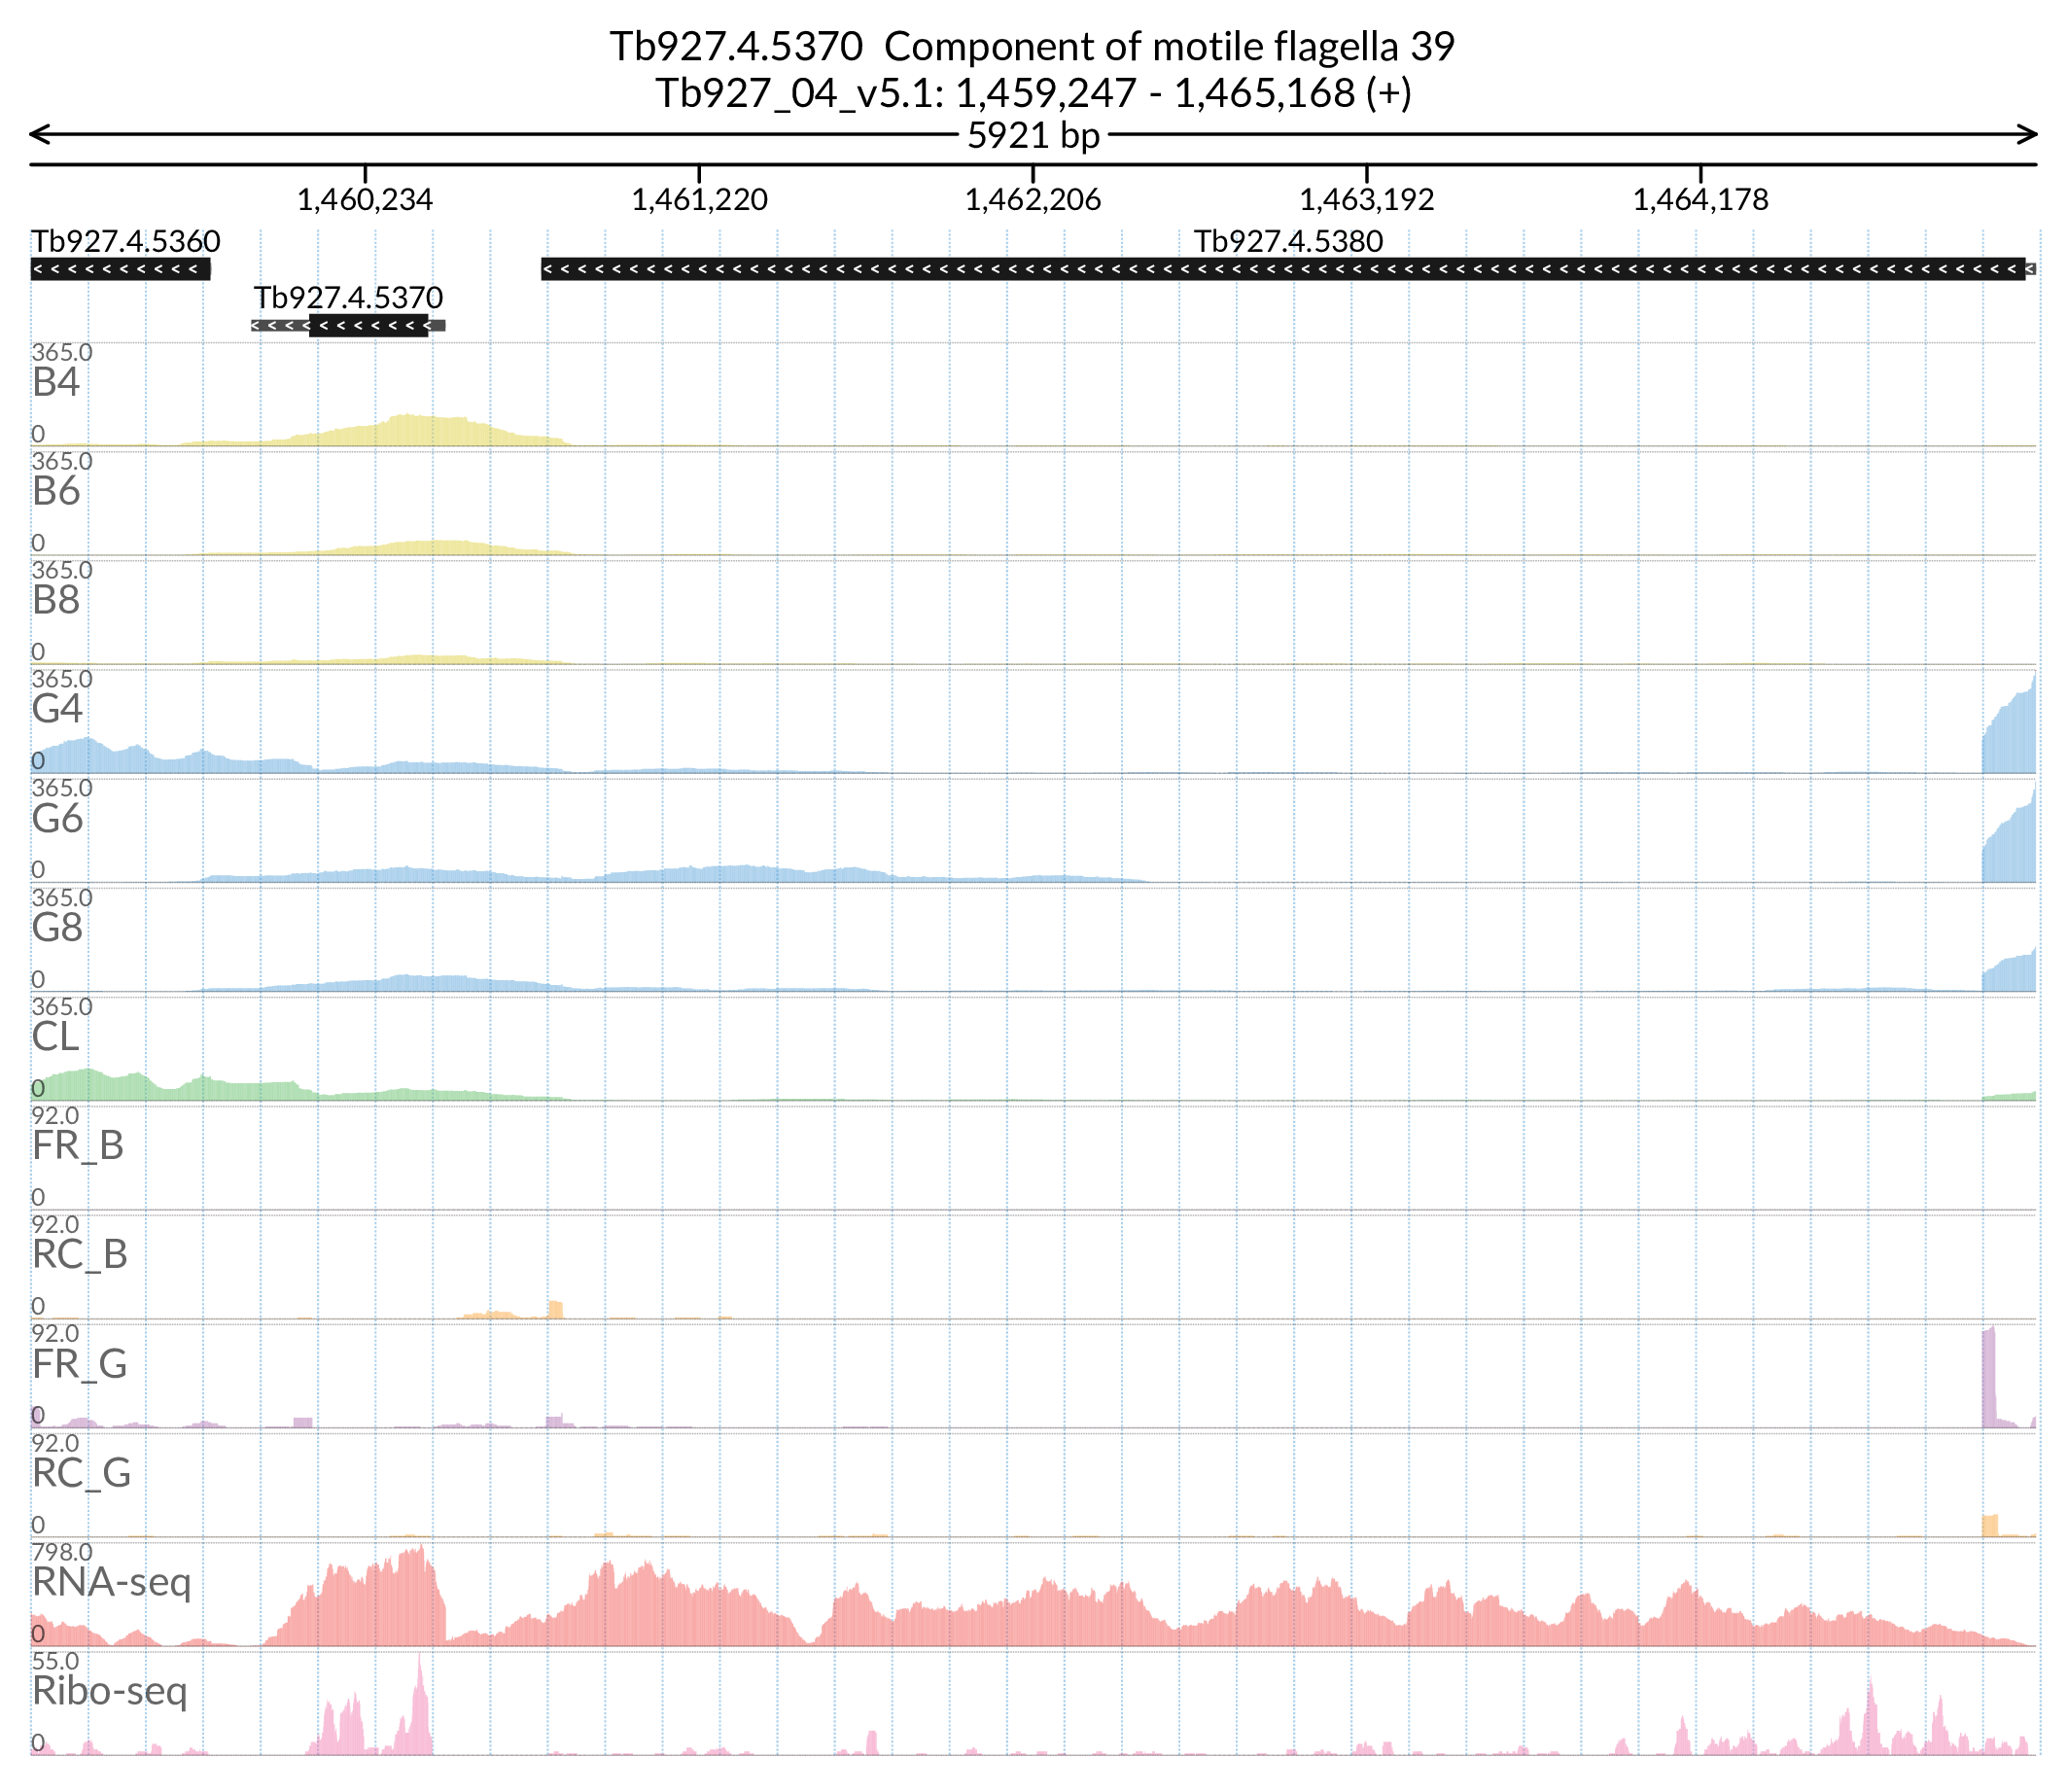 Tb927.4.5370 Component of motile flagella 39
Tb927_04_v5.1: 1,459,247 - 1,465,168 (+)
5921 bp
1,460,234 1,461,220 1,462,206 1,463,192 1,464,178
Tb927.4.5360 Tb927.4.5380
Tb927.4.5370
365.0
B4
0
365.0
B6
0
365.0
B8
0
365.0
G4
0
365.0
G6
0
365.0
G8
0
365.0
CL
0
92.0
FR_B
0
92.0
RC_B
0
92.0
FR_G
0
92.0
RC_G
0
798.0
RNA-seq
0
55.0
Ribo-seq
0